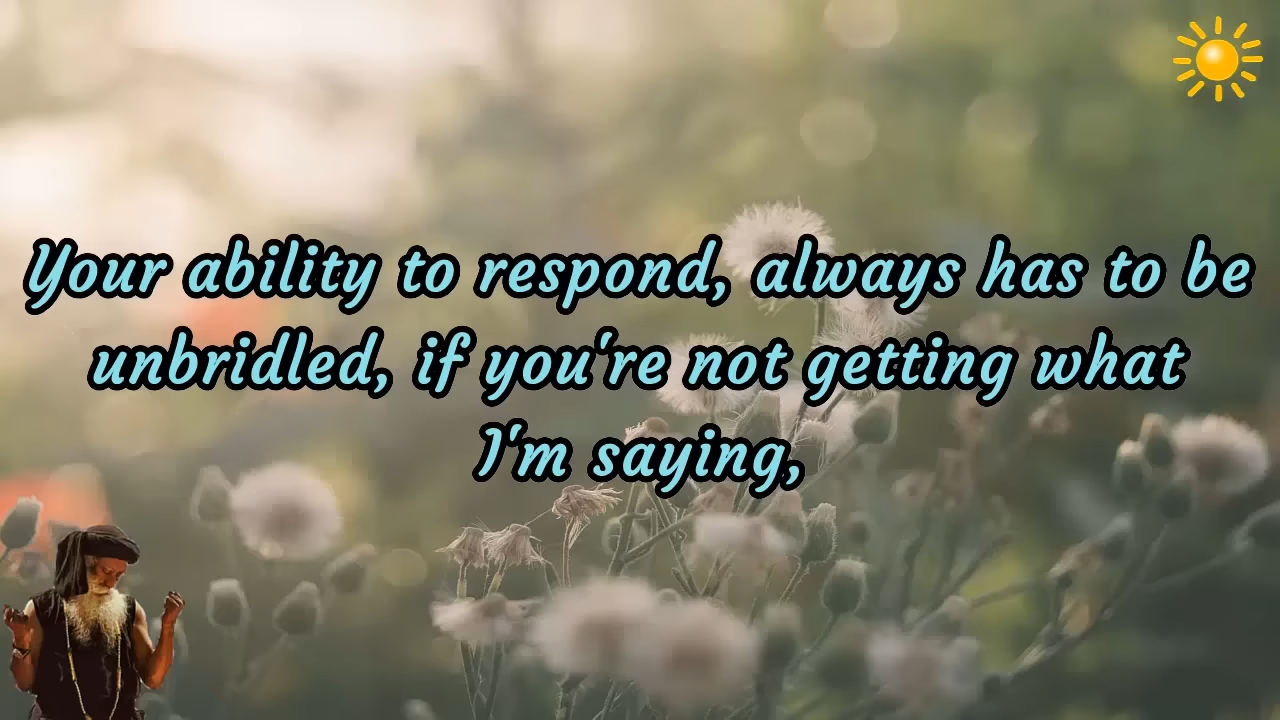 Your ability to respond, always has to be
unbridled, if you're not getting what
I'm saying,